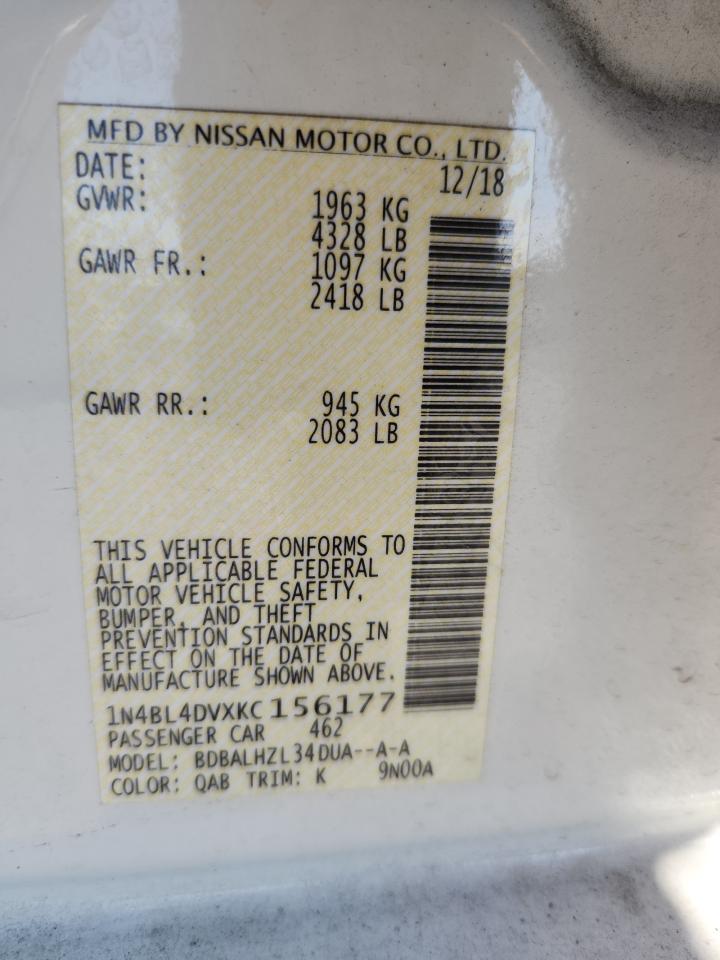 MFD BY NISSAN MOTOR CO., LTD.
DATE: 12/18
GVWR: 1963 KG
4328 LB
GAWR FR.: 1097 KG
2418 LB
GAWR RR.: 945 KG
2083 LB
THIS VEHICLE CONFORMS TO
ALL APPLICABLE FEDERAL
MOTOR VEHICLE SAFETY,
BUMPER, AND THEFT
PREVENTION STANDARDS IN
EFFECT ON THE DATE OF
MANUFACTURE SHOWN ABOVE.
1N4BL4DVXKC156177
PASSENGER CAR 462
MODEL: BDBALHZL34DUA--A-A
COLOR: QAB TRIM: K 9N00A